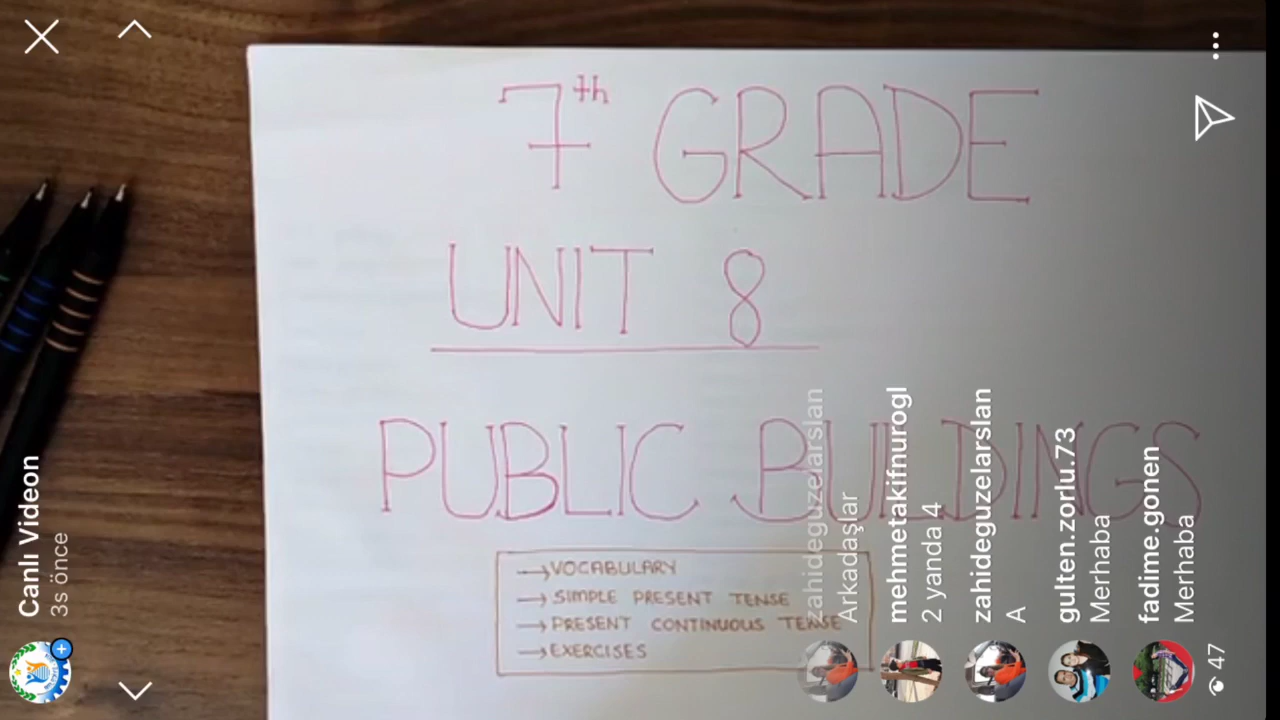 7th GRADE
UNIT 8
PUBLIC BUILDINGS
→VOCABULARY
→SIMPLE PRESENT TENSE
→PRESENT CONTINUOUS TENSE
→EXERCISES
Canlı Videon
3s önce
zahideguzelarslan
Arkadaşlar
mehmetakifnurogl
2 yanda 4
zahideguzelarslan
A
gulten.zorlu.73
Merhaba
fadime.gonen
Merhaba
47